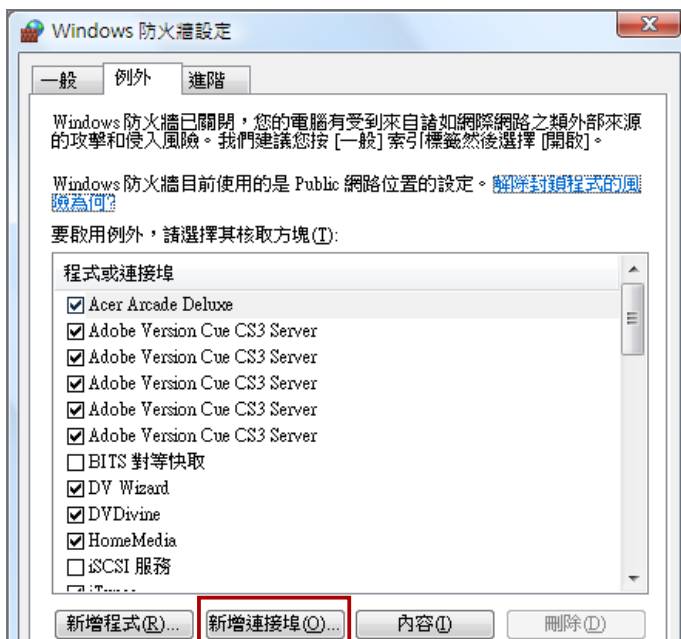 Windows 防火牆設定
一般 例外 進階
Windows 防火牆已關閉，您的電腦有受到來自諸如網際網路之類外部來源
的攻擊和侵入風險。我們建議您按 [一般] 索引標籤然後選擇 [開啟]。
Windows 防火牆目前使用的是 Public 網路位置的設定。解除封鎖程式的風
險為何?
要啟用例外，請選擇其核取方塊(T):
程式或連接埠
Acer Arcade Deluxe
Adobe Version Cue CS3 Server
Adobe Version Cue CS3 Server
Adobe Version Cue CS3 Server
Adobe Version Cue CS3 Server
Adobe Version Cue CS3 Server
BITS 對等快取
DV Wizard
DVDivine
HomeMedia
iSCSI 服務
新增程式(R)... 新增連接埠(O)... 內容(I) 刪除(D)